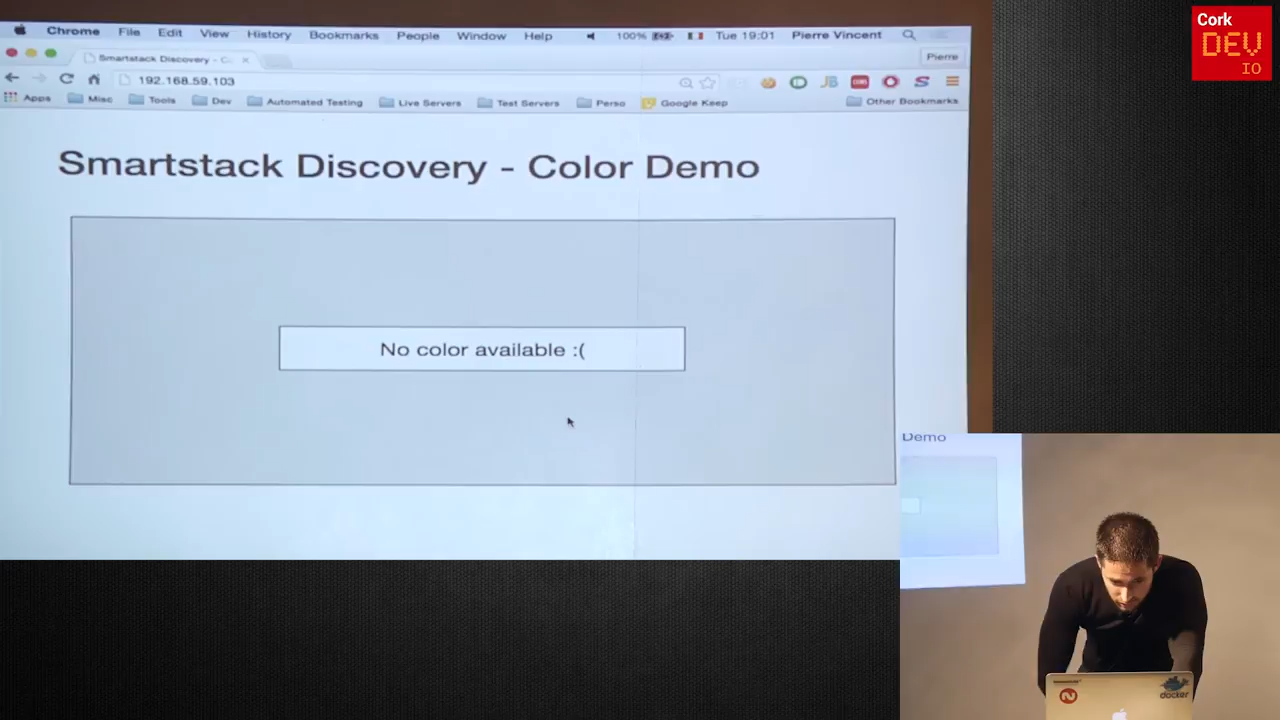 Chrome File Edit View History Bookmarks People Window Help 100% Tue 19:01 Pierre Vincent
Smartstack Discovery - C
Pierre
192.168.59.103
Apps Misc Tools Dev Automated Testing Live Servers Test Servers Perso Google Keep Other Bookmarks
Smartstack Discovery - Color Demo
No color available :(
Cork
DEV
IO
Demo
docker